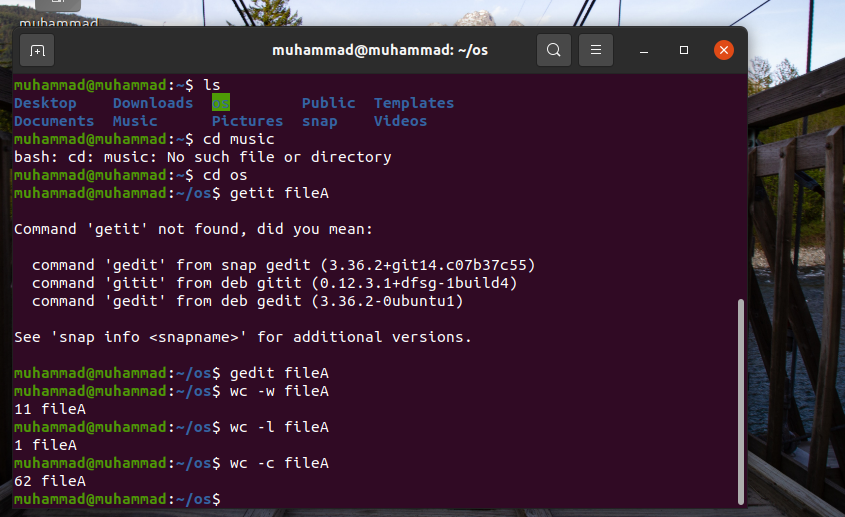 muhammad
muhammad@muhammad: ~/os
muhammad@muhammad:~$ ls
Desktop    Downloads  os         Public  Templates
Documents  Music      Pictures  snap    Videos
muhammad@muhammad:~$ cd music
bash: cd: music: No such file or directory
muhammad@muhammad:~$ cd os
muhammad@muhammad:~/os$ getit fileA
Command 'getit' not found, did you mean:
  command 'gedit' from snap gedit (3.36.2+git14.c07b37c55)
  command 'gitit' from deb gitit (0.12.3.1+dfsg-1build4)
  command 'gedit' from deb gedit (3.36.2-0ubuntu1)
See 'snap info <snapname>' for additional versions.
muhammad@muhammad:~/os$ gedit fileA
muhammad@muhammad:~/os$ wc -w fileA
11 fileA
muhammad@muhammad:~/os$ wc -l fileA
1 fileA
muhammad@muhammad:~/os$ wc -c fileA
62 fileA
muhammad@muhammad:~/os$